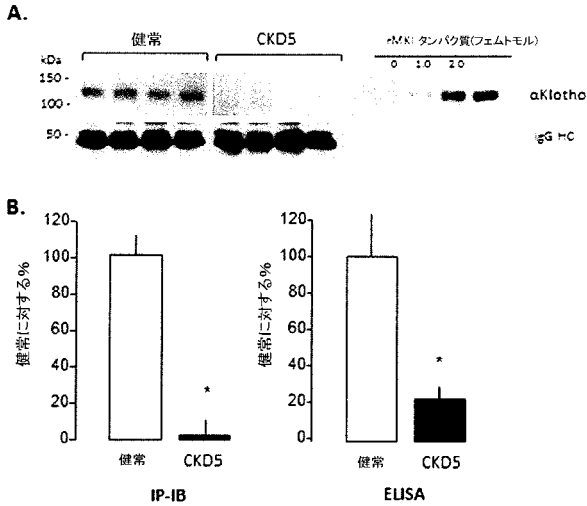 A.
健常 CKD5
rMKl タンパク質(フェムトモル)
kDa
0 1.0 2.0
150 -
100 -
αKlotho
50 -
IgG HC
B.
健常に対する%
120
100
80
60
40
20
0
*
健常 CKD5
IP-IB
健常に対する%
120
100
80
60
40
20
0
*
健常 CKD5
ELISA